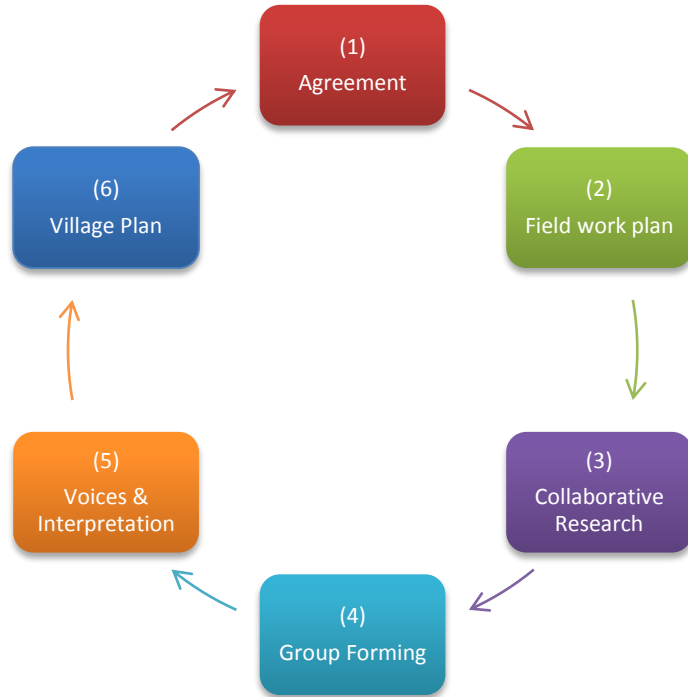 (1)
Agreement
(2)
Field work plan
(3)
Collaborative
Research
(4)
Group Forming
(5)
Voices &
Interpretation
(6)
Village Plan